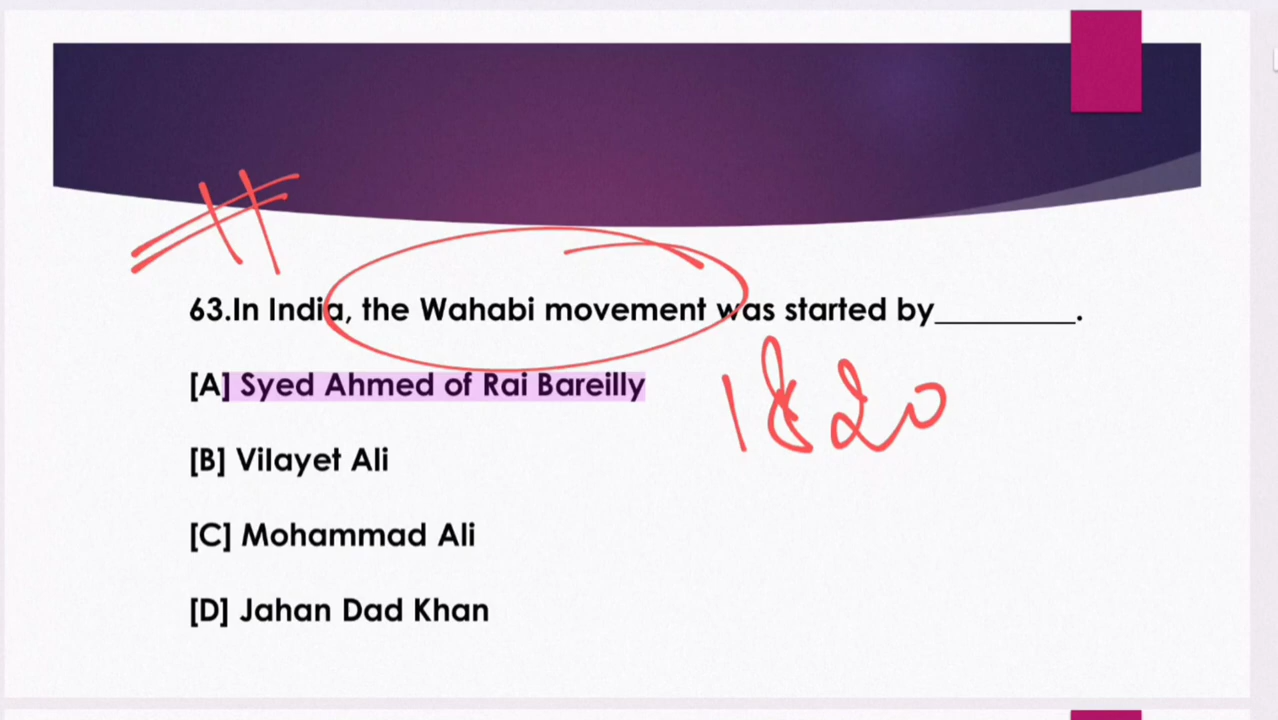 63.In India, the Wahabi movement was started by_________.
[A] Syed Ahmed of Rai Bareilly
1820
[B] Vilayet Ali
[C] Mohammad Ali
[D] Jahan Dad Khan